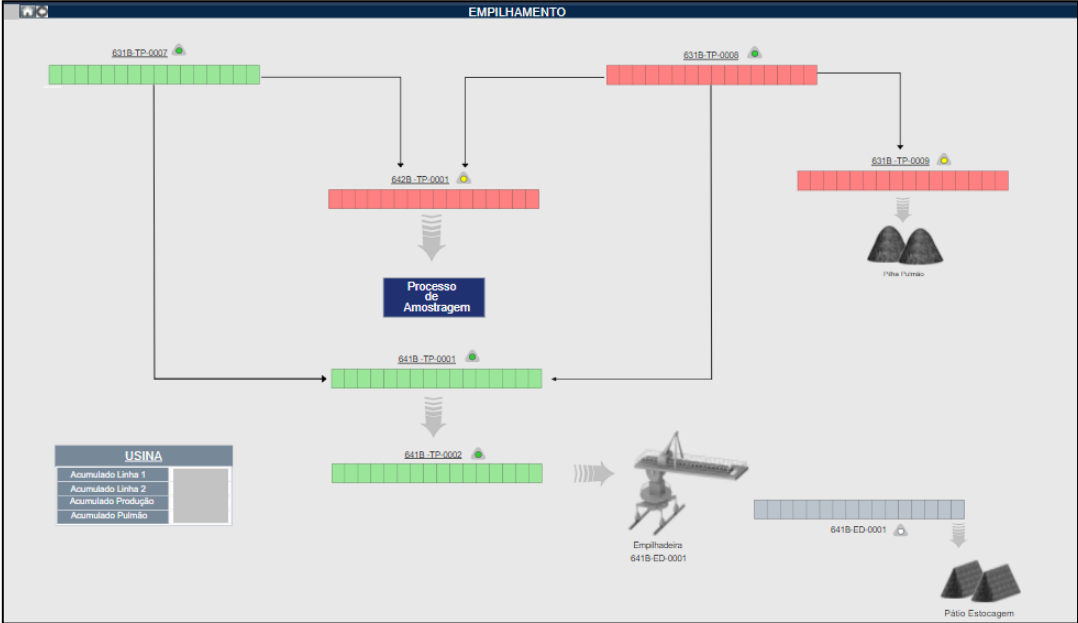 EMPILHAMENTO
631B-TP-0007
631B-TP-0008
642B -TP-0001
631B -TP-0009
Pilha Pulmão
Processo
de
Amostragem
641B -TP-0001
641B -TP-0002
USINA
Acumulado Linha 1
Acumulado Linha 2
Acumulado Produção
Acumulado Pulmão
Empilhadeira
641B-ED-0001
641B-ED-0001
Pátio Estocagem